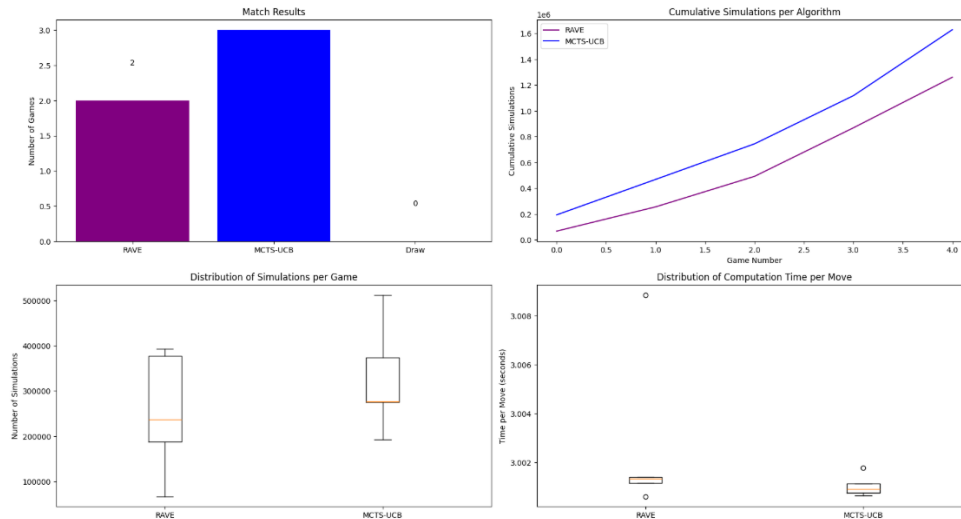 Match Results
Number of Games
3.0
2.5
2.0
1.5
1.0
0.5
0.0
2
0
RAVE
MCTS-UCB
Draw
Cumulative Simulations per Algorithm
1e6
RAVE
MCTS-UCB
Cumulative Simulations
1.6
1.4
1.2
1.0
0.8
0.6
0.4
0.2
0.0
0.0 0.5 1.0 1.5 2.0 2.5 3.0 3.5 4.0
Game Number
Distribution of Simulations per Game
Number of Simulations
500000
400000
300000
200000
100000
RAVE
MCTS-UCB
Distribution of Computation Time per Move
Time per Move (seconds)
3.008
3.006
3.004
3.002
RAVE
MCTS-UCB